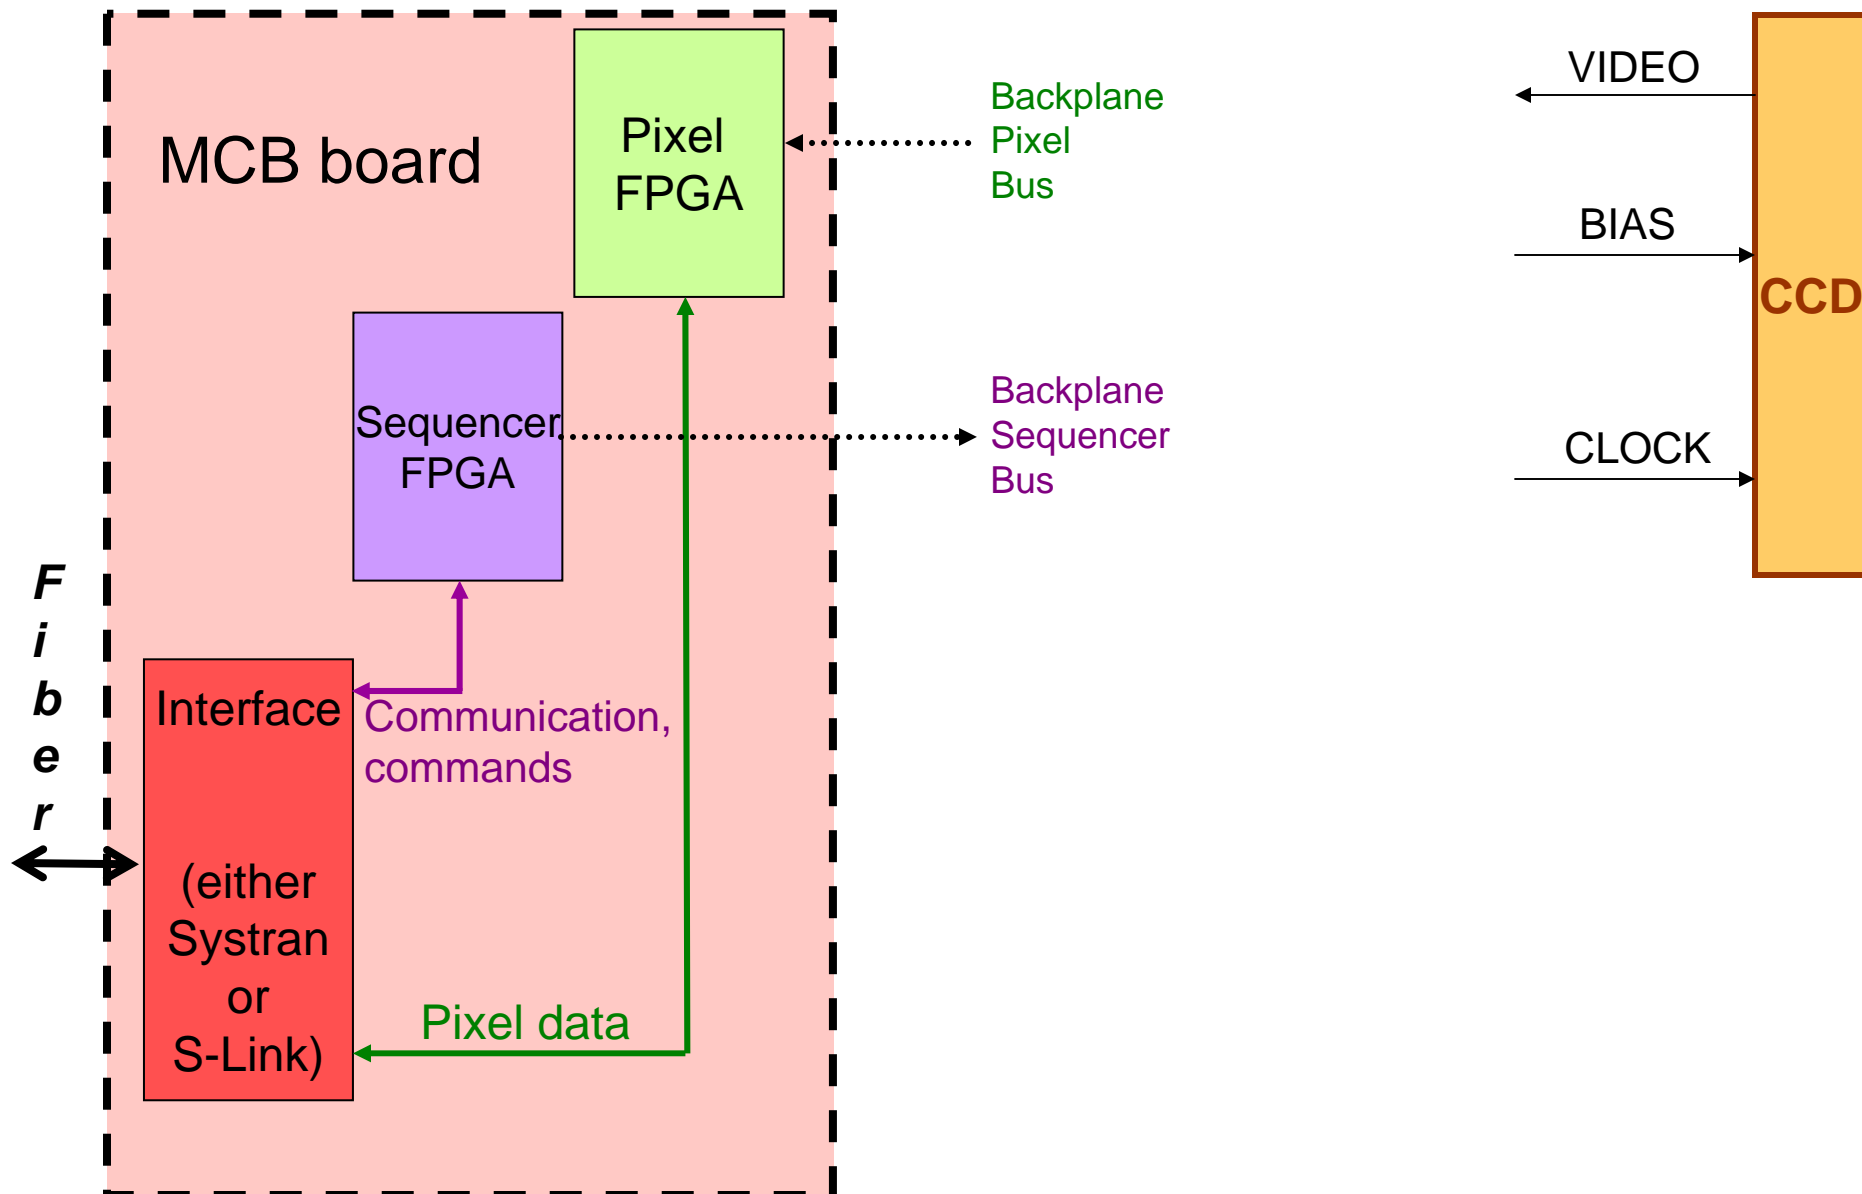 MCB board
Pixel
FPGA
Backplane
Pixel
Bus
VIDEO
BIAS
CCD
CLOCK
Sequencer
FPGA
Backplane
Sequencer
Bus
F
i
b
e
r
Interface
(either
Systran
or
S-Link)
Communication,
commands
Pixel data